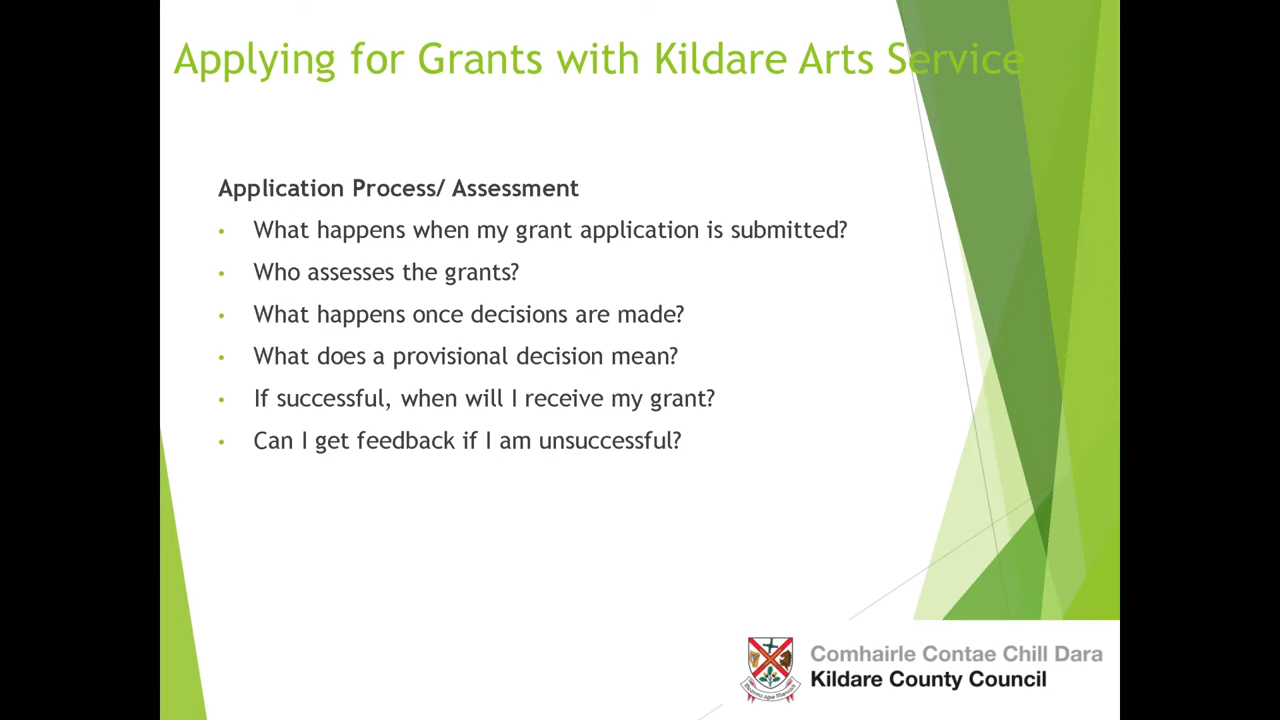 Applying for Grants with Kildare Arts Service
Application Process/ Assessment
• What happens when my grant application is submitted?
• Who assesses the grants?
• What happens once decisions are made?
• What does a provisional decision mean?
• If successful, when will I receive my grant?
• Can I get feedback if I am unsuccessful?
Comhairle Contae Chill Dara
Kildare County Council